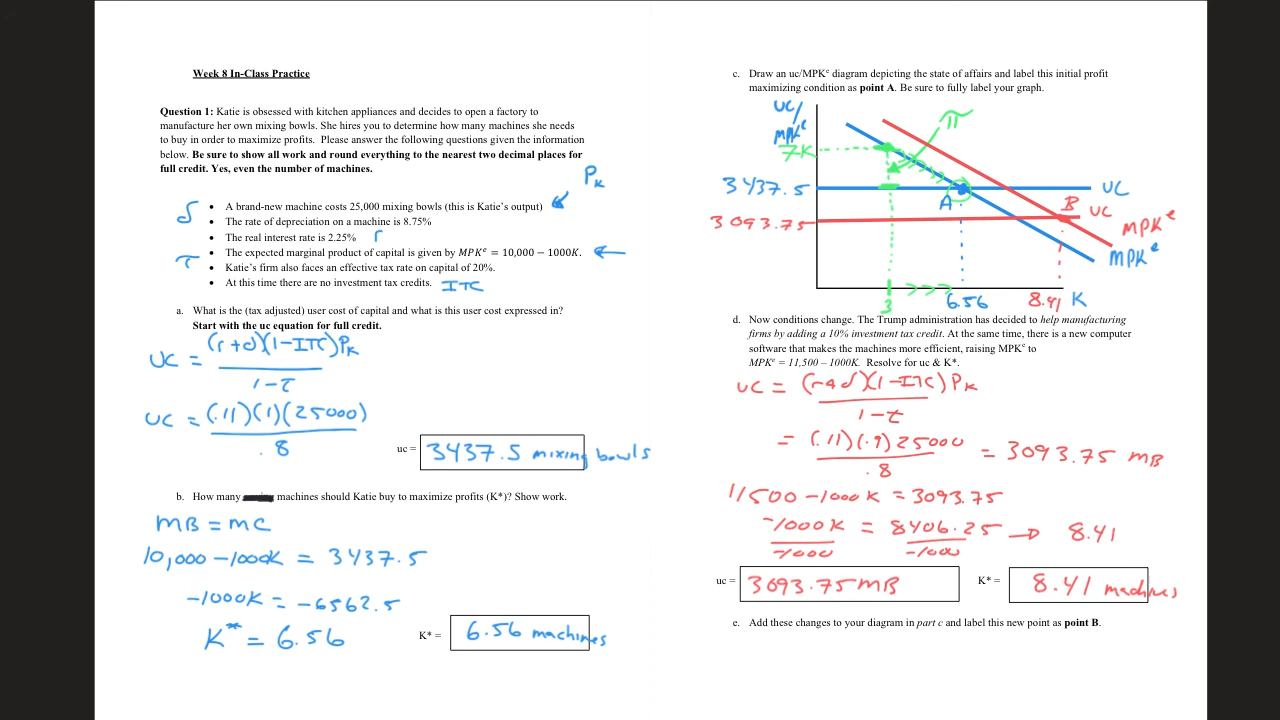 Week 8 In-Class Practice
Question 1: Katie is obsessed with kitchen appliances and decides to open a factory to
manufacture her own mixing bowls. She hires you to determine how many machines she needs
to buy in order to maximize profits. Please answer the following questions given the information
below. Be sure to show all work and round everything to the nearest two decimal places for
full credit. Yes, even the number of machines.
PK
• A brand-new machine costs 25,000 mixing bowls (this is Katie's output)
δ • The rate of depreciation on a machine is 8.75%
• The real interest rate is 2.25% r
• The expected marginal product of capital is given by MPKᵉ = 10,000 − 1000K.
τ • Katie's firm also faces an effective tax rate on capital of 20%.
• At this time there are no investment tax credits. ITC
a. What is the (tax adjusted) user cost of capital and what is this user cost expressed in?
Start with the uc equation for full credit.
UC = (r+δ)(1-ITC)PK
1-τ
UC = (.11)(1)(25000)
.8
uc = 3437.5 mixing bowls
b. How many machines should Katie buy to maximize profits (K*)? Show work.
MB = MC
10,000 - 1000K = 3437.5
-1000K = -6562.5
K* = 6.56
K* = 6.56 machines
c. Draw an uc/MPKᵉ diagram depicting the state of affairs and label this initial profit
maximizing condition as point A. Be sure to fully label your graph.
UC/
MPKᵉ
π
7K
3437.5
A
UC
B
UC
3093.75
MPKᵉ
MPKᵉ
3
>>>
6.56
8.41
K
d. Now conditions change. The Trump administration has decided to help manufacturing
firms by adding a 10% investment tax credit. At the same time, there is a new computer
software that makes the machines more efficient, raising MPKᵉ to
MPKᵉ = 11,500 – 1000K. Resolve for uc & K*.
UC = (r+δ)(1-ITC)PK
1-t
= (.11)(.9)25000 = 3093.75 MB
.8
11500 - 1000K = 3093.75
-1000K = 8406.25 → 8.41
-1000 -1000
uc = 3093.75 MB
K* = 8.41 machines
e. Add these changes to your diagram in part c and label this new point as point B.